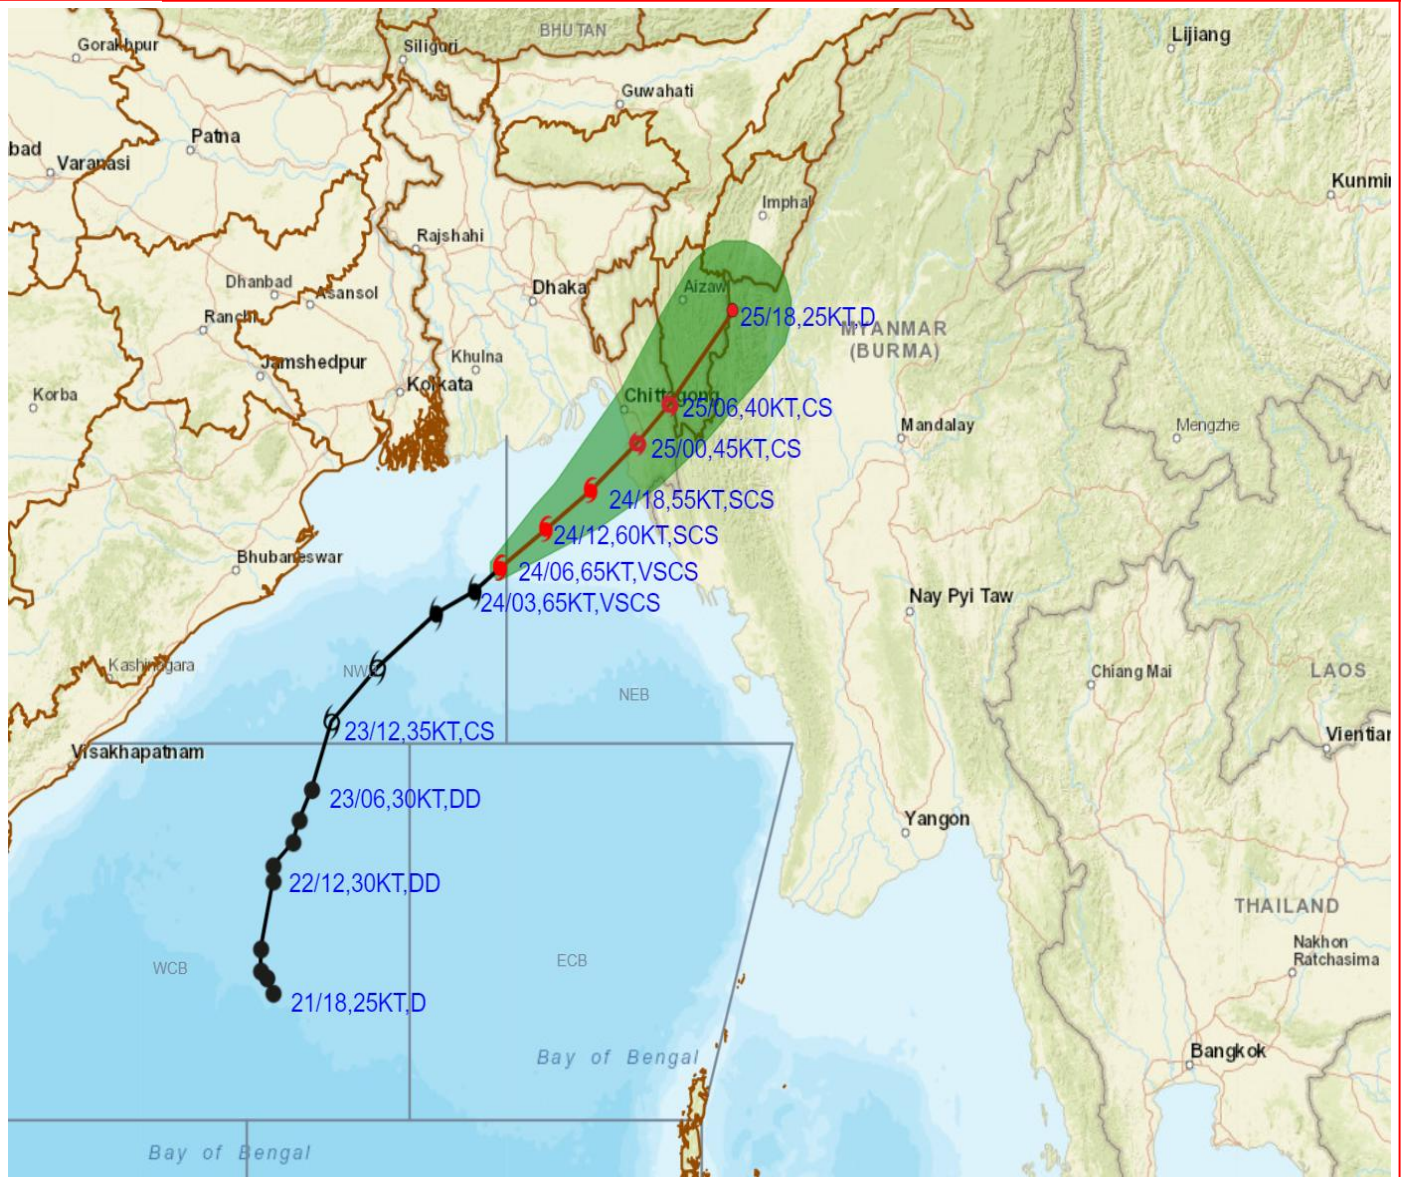 BHUTAN
Lijiang
Gorakhpur
Siliguri
Guwahati
Patna
bad
Varanasi
Kunmin
Imphal
Rajshahi
Dhanbad
Asansol
Dhaka
Aizawl
Ranchi
25/18,25KT,D
MYANMAR
(BURMA)
Jamshedpur
Khulna
Kolkata
Korba
Chittagong
25/06,40KT,CS
Mandalay
Mengzhe
25/00,45KT,CS
24/18,55KT,SCS
24/12,60KT,SCS
Bhubaneswar
24/06,65KT,VSCS
24/03,65KT,VSCS
Nay Pyi Taw
Kashinagara
NWB
NEB
Chiang Mai
LAOS
23/12,35KT,CS
Visakhapatnam
Vientian
23/06,30KT,DD
Yangon
22/12,30KT,DD
THAILAND
Nakhon
Ratchasima
WCB
ECB
21/18,25KT,D
Bay of Bengal
Bangkok
Bay of Bengal